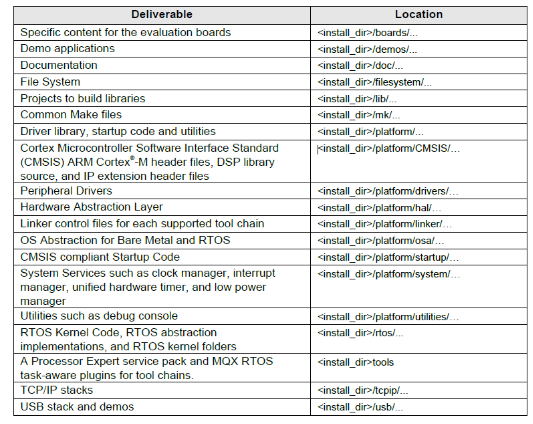 Deliverable Location
Specific content for the evaluation boards <install_dir>/boards/...
Demo applications <install_dir>/demos/...
Documentation <install_dir>/doc/...
File System <install_dir>/filesystem/...
Projects to build libraries <install_dir>/lib/...
Common Make files <install_dir>/mk/...
Driver library, startup code and utilities <install_dir>/platform/...
Cortex Microcontroller Software Interface Standard <install_dir>/platform/CMSIS/...
(CMSIS) ARM Cortex®-M header files, DSP library
source, and IP extension header files
Peripheral Drivers <install_dir>/platform/drivers/...
Hardware Abstraction Layer <install_dir>/platform/hal/...
Linker control files for each supported tool chain <install_dir>/platform/linker/...
OS Abstraction for Bare Metal and RTOS <install_dir>/platform/osa/...
CMSIS compliant Startup Code <install_dir>/platform/startup/...
System Services such as clock manager, interrupt <install_dir>/platform/system/...
manager, unified hardware timer, and low power
manager
Utilities such as debug console <install_dir>/platform/utilities/...
RTOS Kernel Code, RTOS abstraction <install_dir>/rtos/...
implementations, and RTOS kernel folders
A Processor Expert service pack and MQX RTOS <install_dir>tools
task-aware plugins for tool chains.
TCP/IP stacks <install_dir>/tcpip/...
USB stack and demos <install_dir>/usb/...